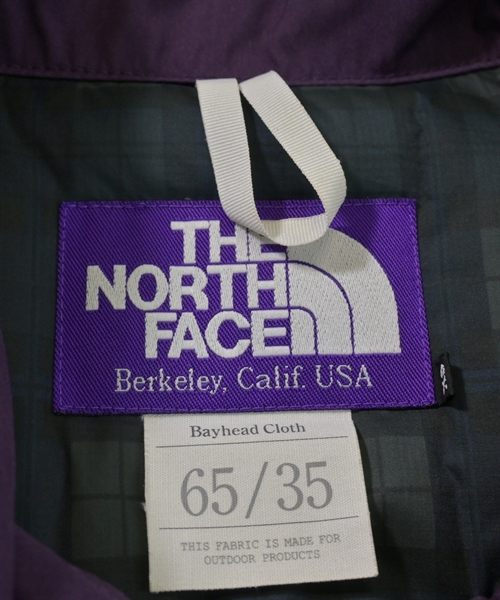 THE
NORTH
FACE
Berkeley, Calif. USA
Bayhead Cloth
65/35
THIS FABRIC IS MADE FOR
OUTDOOR PRODUCTS